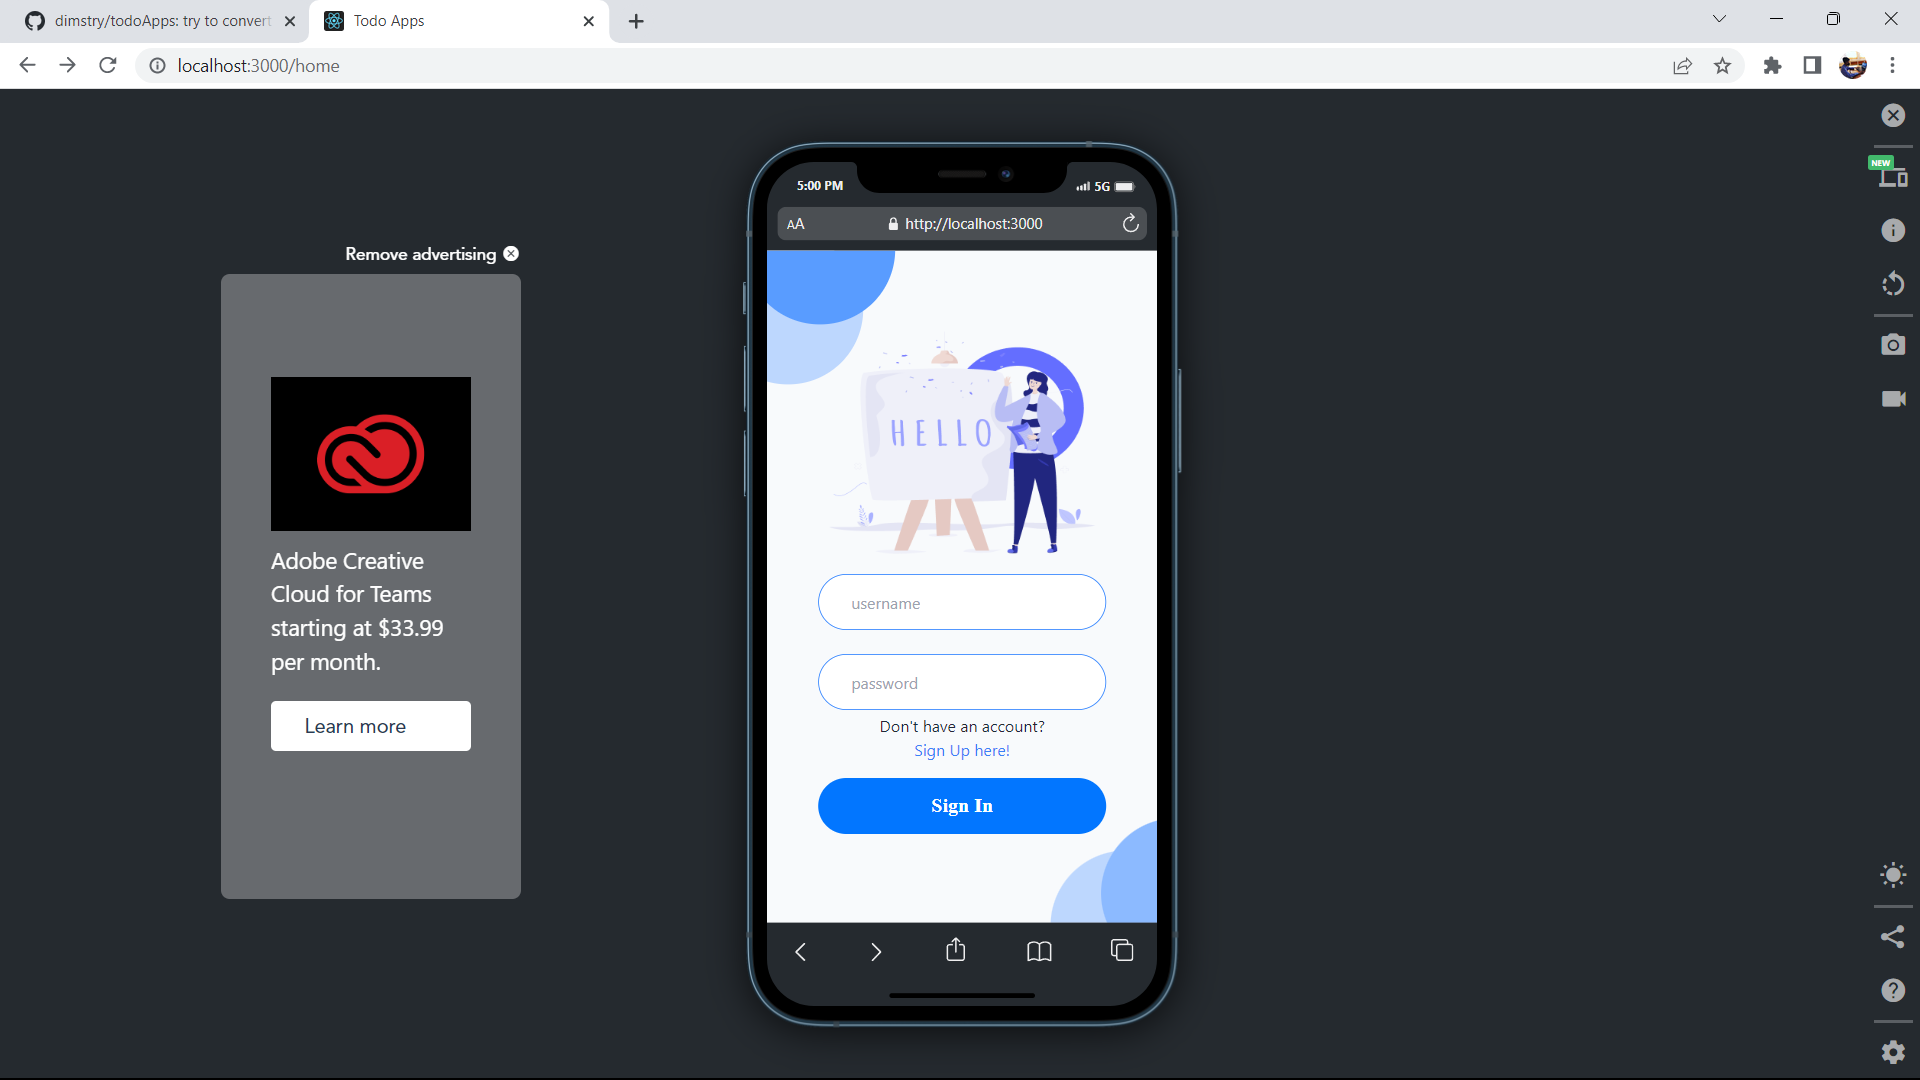 dimstry/todoApps: try to convert
Todo Apps
localhost:3000/home
NEW
Remove advertising
Adobe Creative
Cloud for Teams
starting at $33.99
per month.
Learn more
5:00 PM
5G
AA
http://localhost:3000
HELLO
username
password
Don't have an account?
Sign Up here!
Sign In